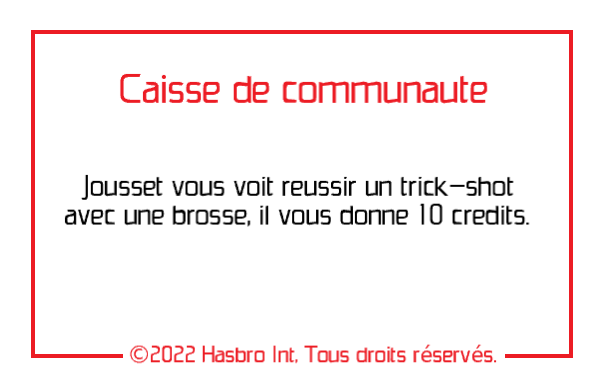 Caisse de communaute
Jousset vous voit reussir un trick-shot
avec une brosse, il vous donne 10 credits.
©2022 Hasbro Int. Tous droits réservés.